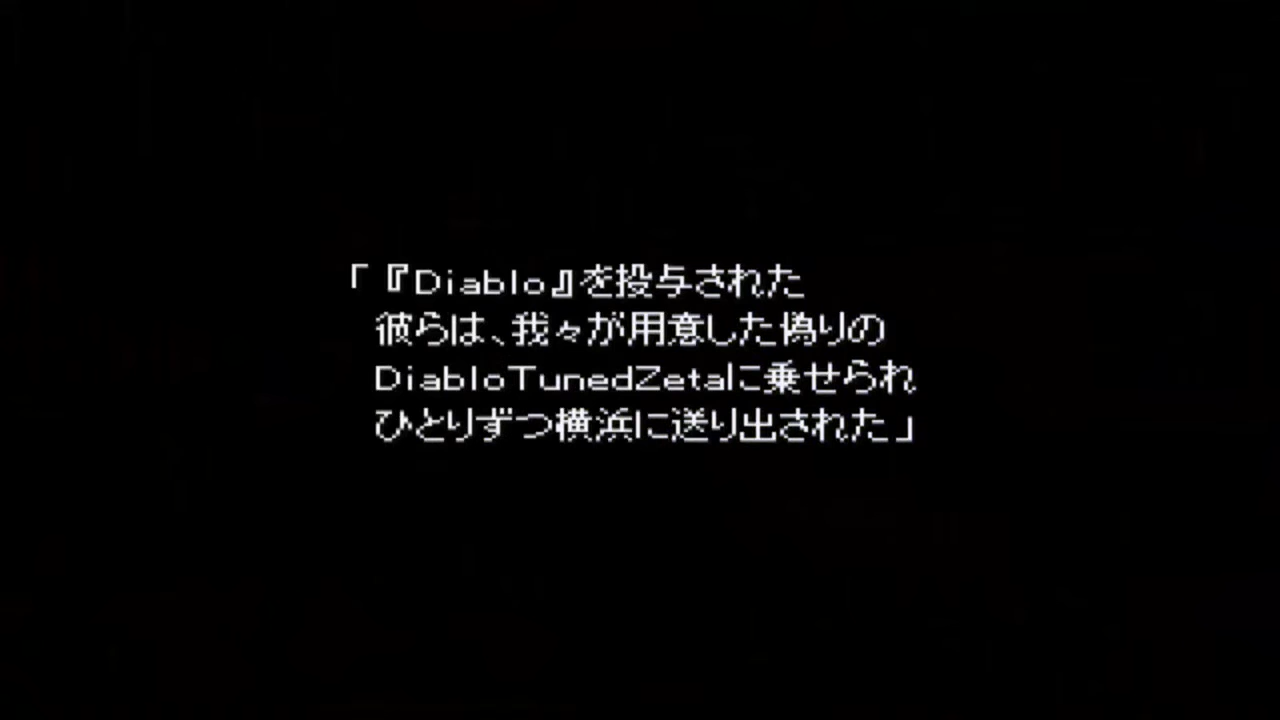 「『Diablo』を投与された
彼らは、我々が用意した偽りの
DiabloTunedZetaに乗せられ
ひとりずつ横浜に送り出された」